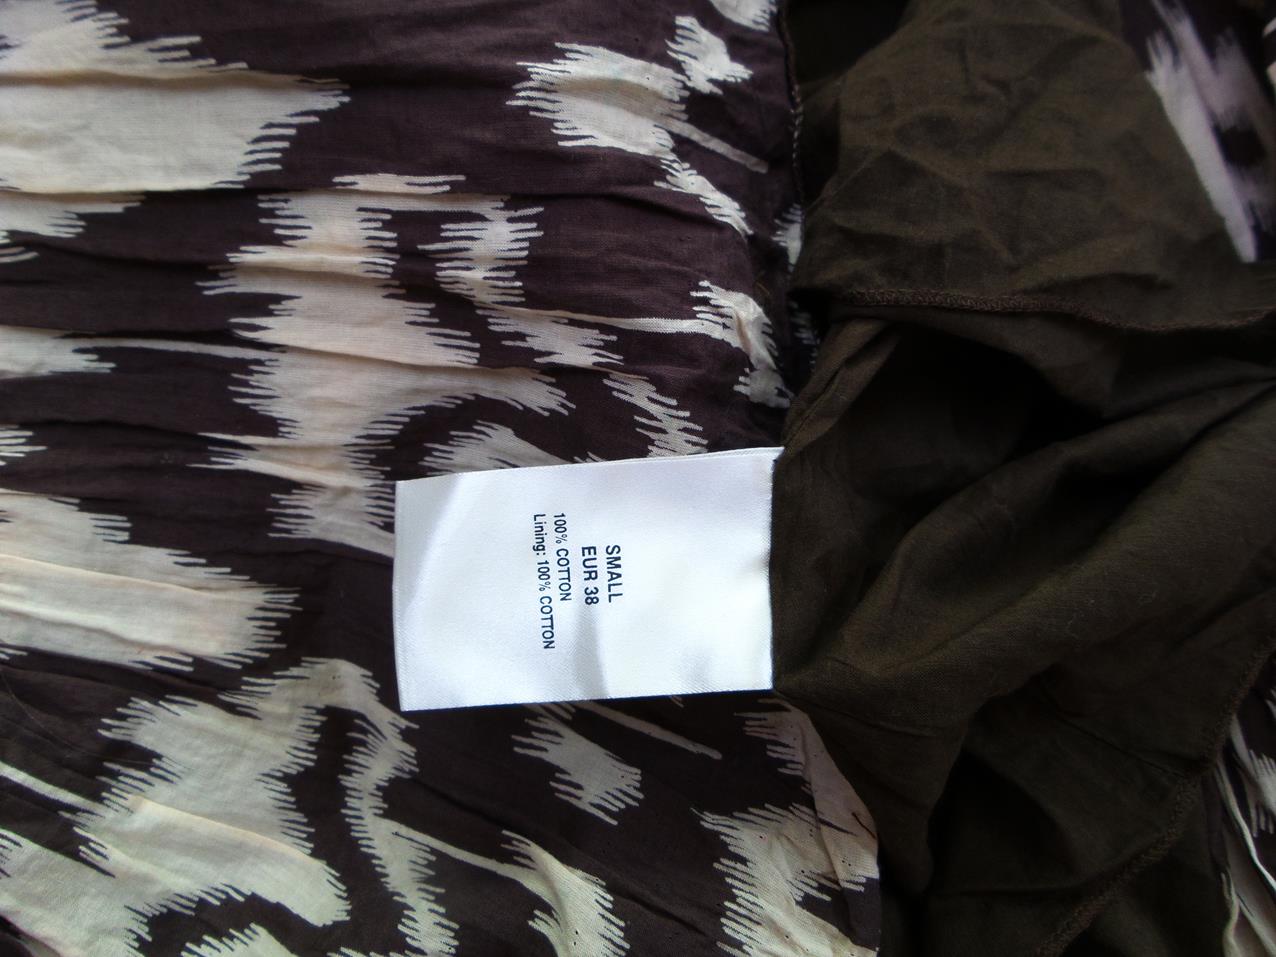 SMALL
EUR 38
100% COTTON
Lining: 100% COTTON